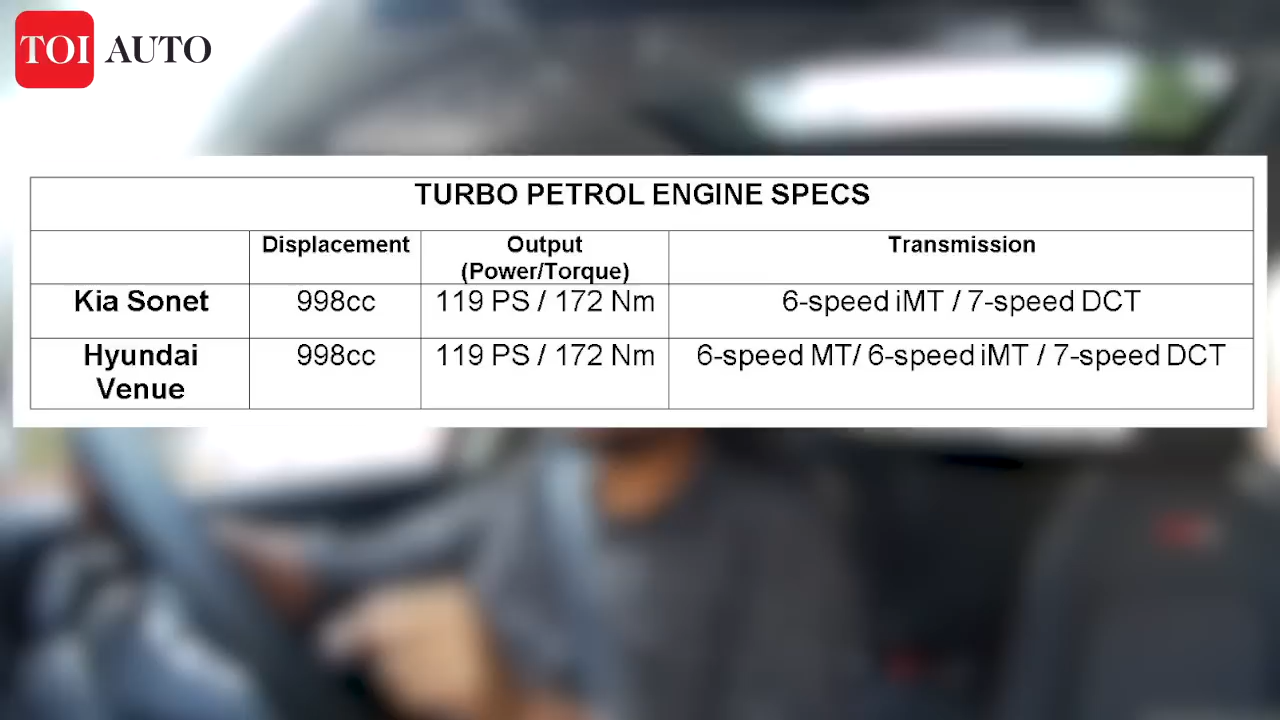 TOI AUTO
TURBO PETROL ENGINE SPECS
Displacement Output (Power/Torque) Transmission
Kia Sonet 998cc 119 PS / 172 Nm 6-speed iMT / 7-speed DCT
Hyundai Venue 998cc 119 PS / 172 Nm 6-speed MT/ 6-speed iMT / 7-speed DCT